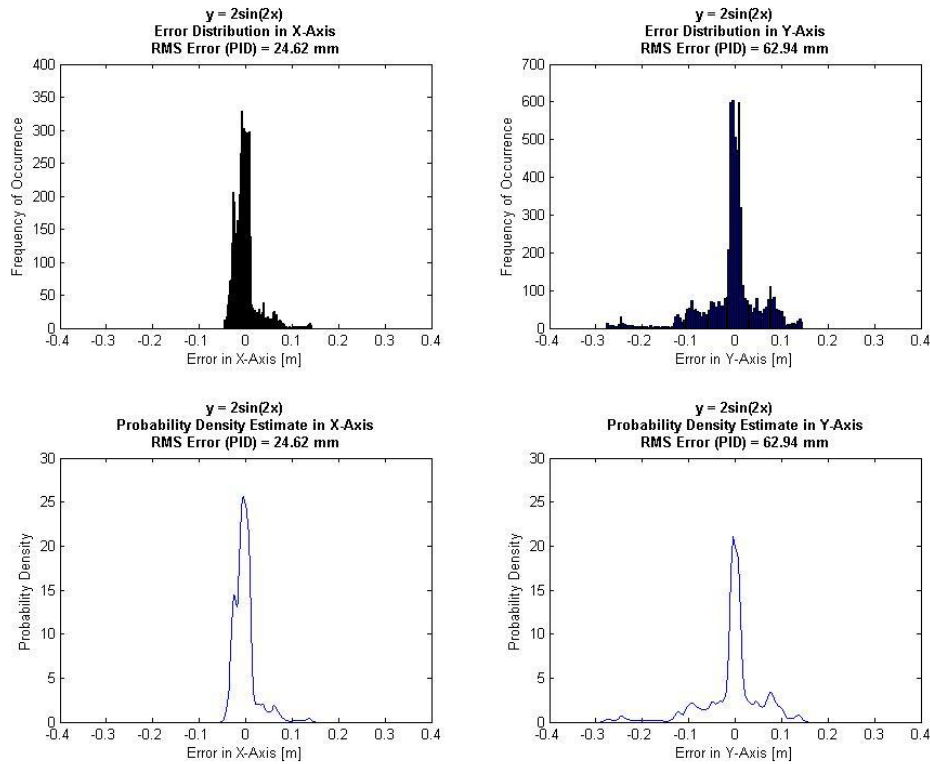 y = 2sin(2x)
Error Distribution in X-Axis
RMS Error (PID) = 24.62 mm
400
350
300
250
200
150
100
50
0
Frequency of Occurrence
-0.4 -0.3 -0.2 -0.1 0 0.1 0.2 0.3 0.4
Error in X-Axis [m]
y = 2sin(2x)
Error Distribution in Y-Axis
RMS Error (PID) = 62.94 mm
700
600
500
400
300
200
100
0
Frequency of Occurrence
-0.4 -0.3 -0.2 -0.1 0 0.1 0.2 0.3 0.4
Error in Y-Axis [m]
y = 2sin(2x)
Probability Density Estimate in X-Axis
RMS Error (PID) = 24.62 mm
30
25
20
15
10
5
0
Probability Density
-0.4 -0.3 -0.2 -0.1 0 0.1 0.2 0.3 0.4
Error in X-Axis [m]
y = 2sin(2x)
Probability Density Estimate in Y-Axis
RMS Error (PID) = 62.94 mm
30
25
20
15
10
5
0
Probability Density
-0.4 -0.3 -0.2 -0.1 0 0.1 0.2 0.3 0.4
Error in Y-Axis [m]